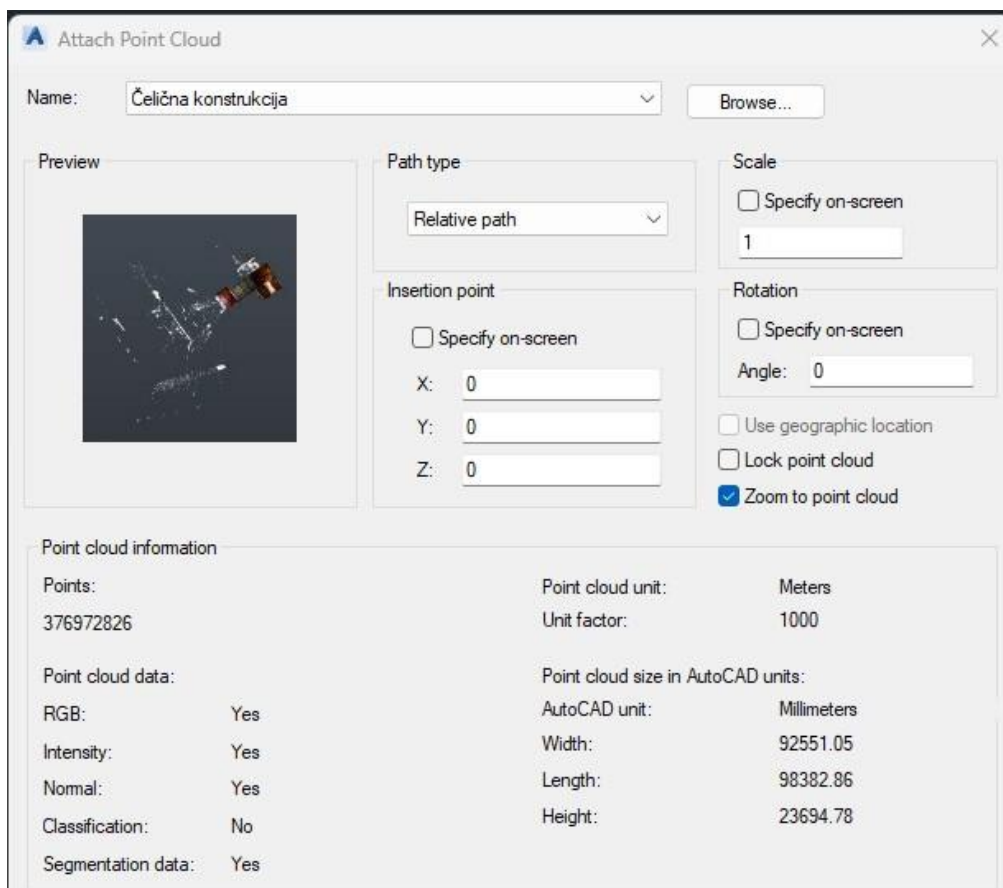 Attach Point Cloud
Name: Čelična konstrukcija Browse...
Preview
Path type
Relative path
Scale
Specify on-screen
1
Insertion point
Specify on-screen
X: 0
Y: 0
Z: 0
Rotation
Specify on-screen
Angle: 0
Use geographic location
Lock point cloud
Zoom to point cloud
Point cloud information
Points:
376972826
Point cloud unit: Meters
Unit factor: 1000
Point cloud data:
RGB: Yes
Intensity: Yes
Normal: Yes
Classification: No
Segmentation data: Yes
Point cloud size in AutoCAD units:
AutoCAD unit: Millimeters
Width: 92551.05
Length: 98382.86
Height: 23694.78